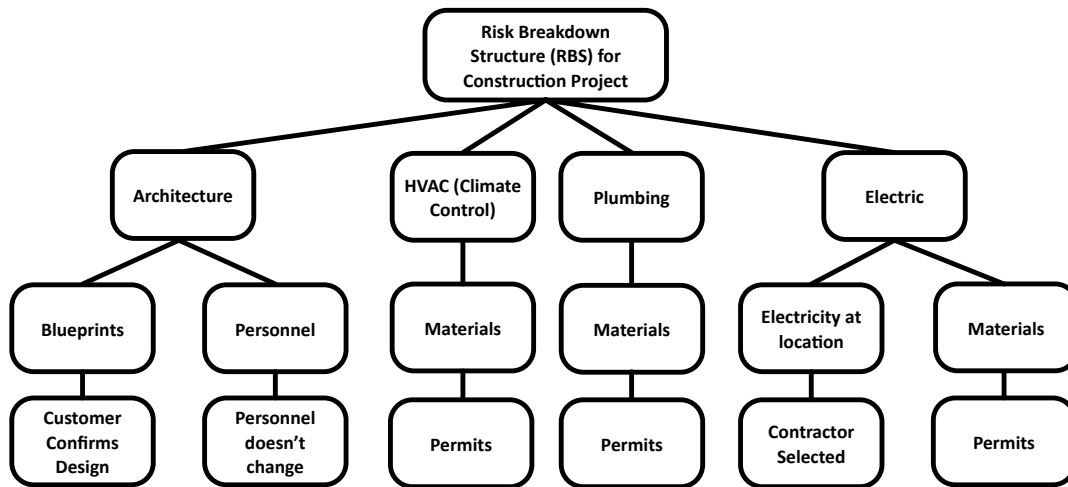 Risk Breakdown
Structure (RBS) for
Construction Project
Architecture
HVAC (Climate
Control)
Plumbing
Electric
Blueprints
Personnel
Materials
Materials
Electricity at
location
Materials
Customer
Confirms
Design
Personnel
doesn’t
change
Permits
Permits
Contractor
Selected
Permits